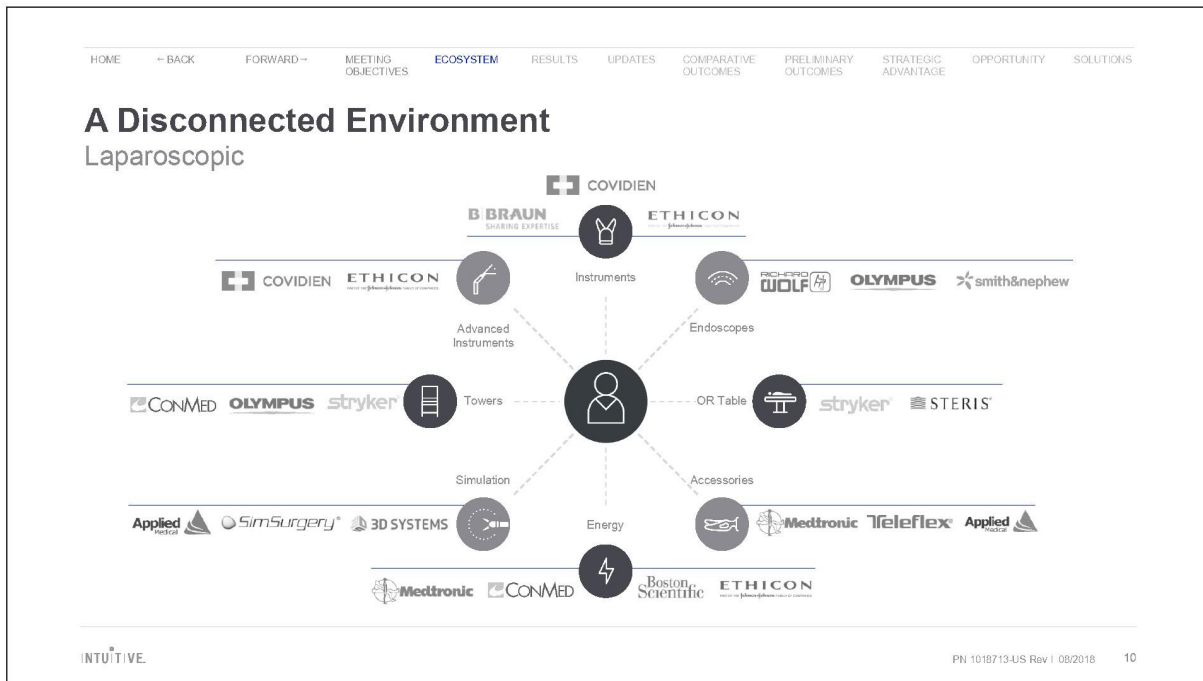 HOME ←BACK FORWARD→ MEETING OBJECTIVES ECOSYSTEM RESULTS UPDATES COMPARATIVE OUTCOMES PRELIMINARY OUTCOMES STRATEGIC ADVANTAGE OPPORTUNITY SOLUTIONS
A Disconnected Environment
Laparoscopic
COVIDIEN
B|BRAUN
SHARING EXPERTISE
ETHICON
Instruments
COVIDIEN
ETHICON
Advanced
Instruments
RICHARD
WOLF
OLYMPUS
smith&nephew
Endoscopes
CONMED
OLYMPUS
stryker®
Towers
OR Table
stryker®
STERIS®
Simulation
Applied
Medical
SimSurgery®
3D SYSTEMS
Accessories
Medtronic
Teleflex®
Applied
Medical
Energy
Medtronic
CONMED
Boston
Scientific
ETHICON
INTUITIVE
PN 1018713-US Rev I 08/2018 10